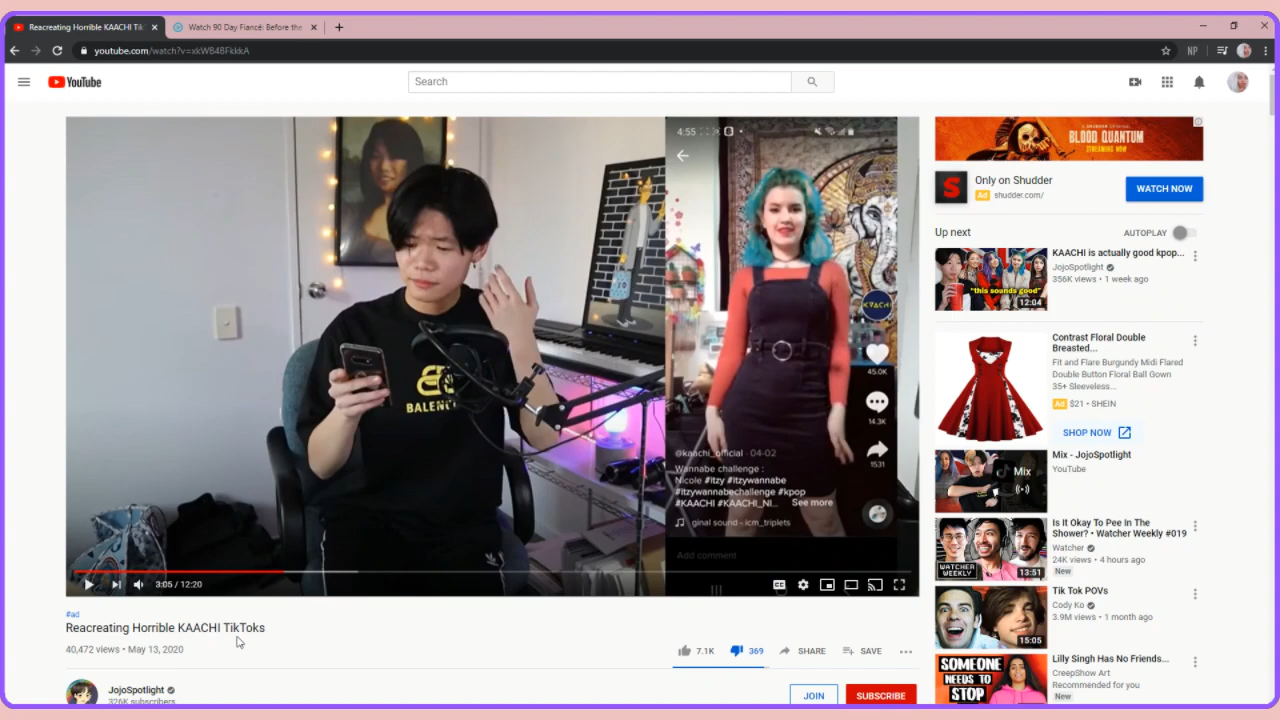 Reacreating Horrible KAACHI Tik
Watch 90 Day Fiancé: Before the
youtube.com/watch?v=xkWB48FkkkA
NP
YouTube
Search
4:55
BALENCI
KAACHI
45.0K
14.3K
1531
@kaachi_official · 04-02
Wannabe challenge :
Nicole #itzy #itzywannabe
#itzywannabechallenge #kpop
#KAACHI #KAACHI_NI... See more
ginal sound - icm_triplets
Add comment
3:05 / 12:20
CC
#ad
Reacreating Horrible KAACHI TikToks
40,472 views • May 13, 2020
7.1K
369
SHARE
SAVE
JojoSpotlight
326K subscribers
JOIN
SUBSCRIBE
BLOOD QUANTUM
STREAMING NOW
Only on Shudder
Ad shudder.com/
WATCH NOW
Up next
AUTOPLAY
"this sounds good"
12:04
KAACHI is actually good kpop...
JojoSpotlight
356K views • 1 week ago
Contrast Floral Double
Breasted...
Fit and Flare Burgundy Midi Flared
Double Button Floral Ball Gown
35+ Sleeveless...
Ad $21 • SHEIN
SHOP NOW
Mix
Mix - JojoSpotlight
YouTube
WATCHER
WEEKLY
13:51
Is It Okay To Pee In The
Shower? • Watcher Weekly #019
Watcher
24K views • 4 hours ago
New
15:05
Tik Tok POVs
Cody Ko
3.9M views • 1 month ago
SOMEONE
NEEDS TO
STOP
Lilly Singh Has No Friends...
CreepShow Art
Recommended for you
New